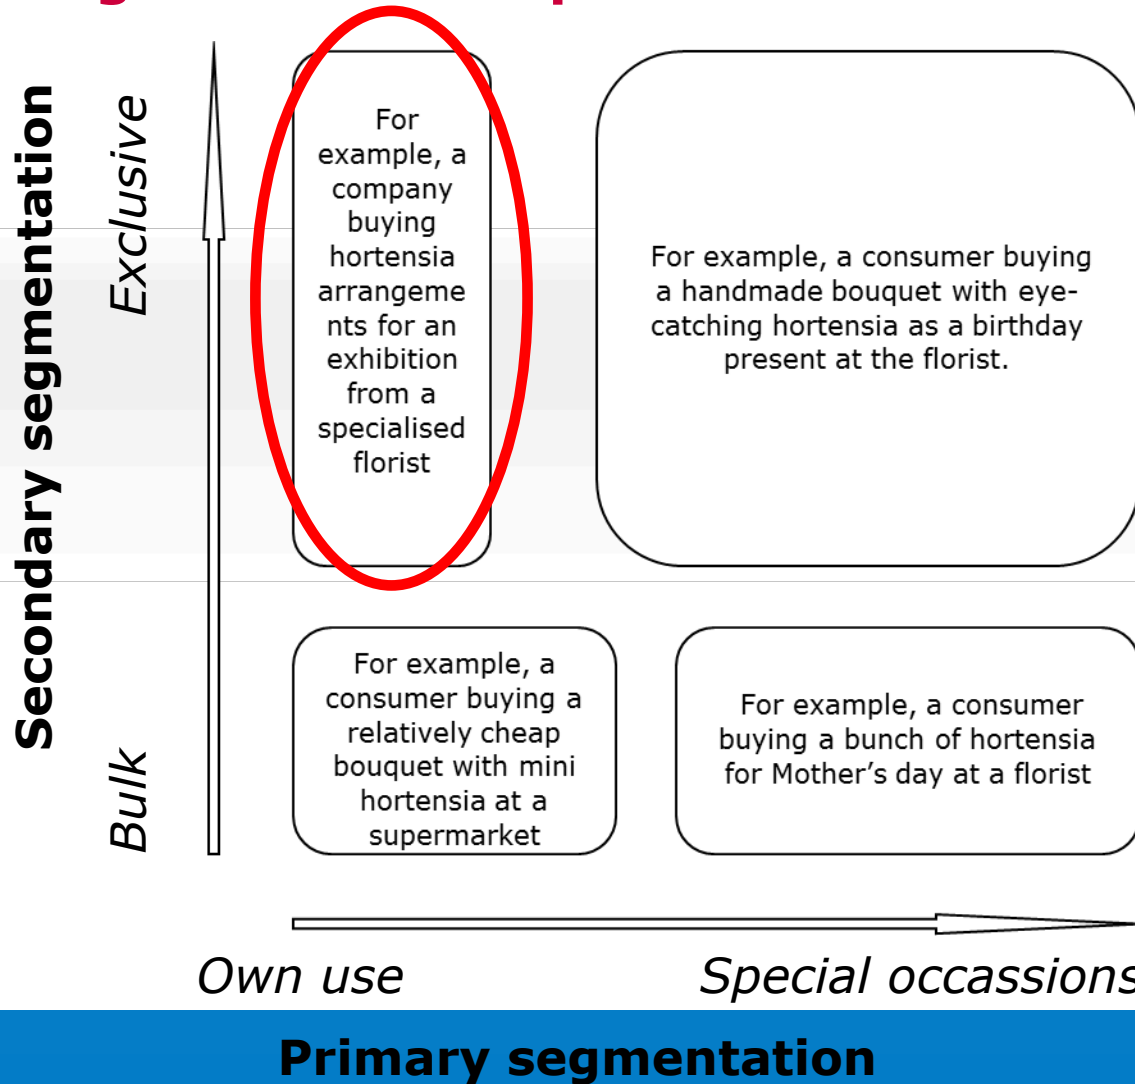 Secondary segmentation
Exclusive
Bulk
For
example, a
company
buying
hortensia
arrangeme
nts for an
exhibition
from a
specialised
florist
For example, a consumer buying
a handmade bouquet with eye-
catching hortensia as a birthday
present at the florist.
For example, a
consumer buying a
relatively cheap
bouquet with mini
hortensia at a
supermarket
For example, a consumer
buying a bunch of hortensia
for Mother’s day at a florist
Own use
Special occassions
Primary segmentation